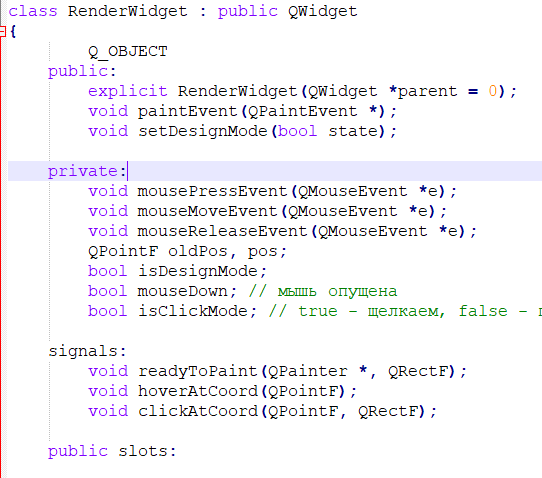 class RenderWidget : public QWidget
{
Q_OBJECT
public:
explicit RenderWidget(QWidget *parent = 0);
void paintEvent(QPaintEvent *);
void setDesignMode(bool state);
private:
void mousePressEvent(QMouseEvent *e);
void mouseMoveEvent(QMouseEvent *e);
void mouseReleaseEvent(QMouseEvent *e);
QPointF oldPos, pos;
bool isDesignMode;
bool mouseDown; // мышь опущена
bool isClickMode; // true - щелкаем, false -
signals:
void readyToPaint(QPainter *, QRectF);
void hoverAtCoord(QPointF);
void clickAtCoord(QPointF, QRectF);
public slots: